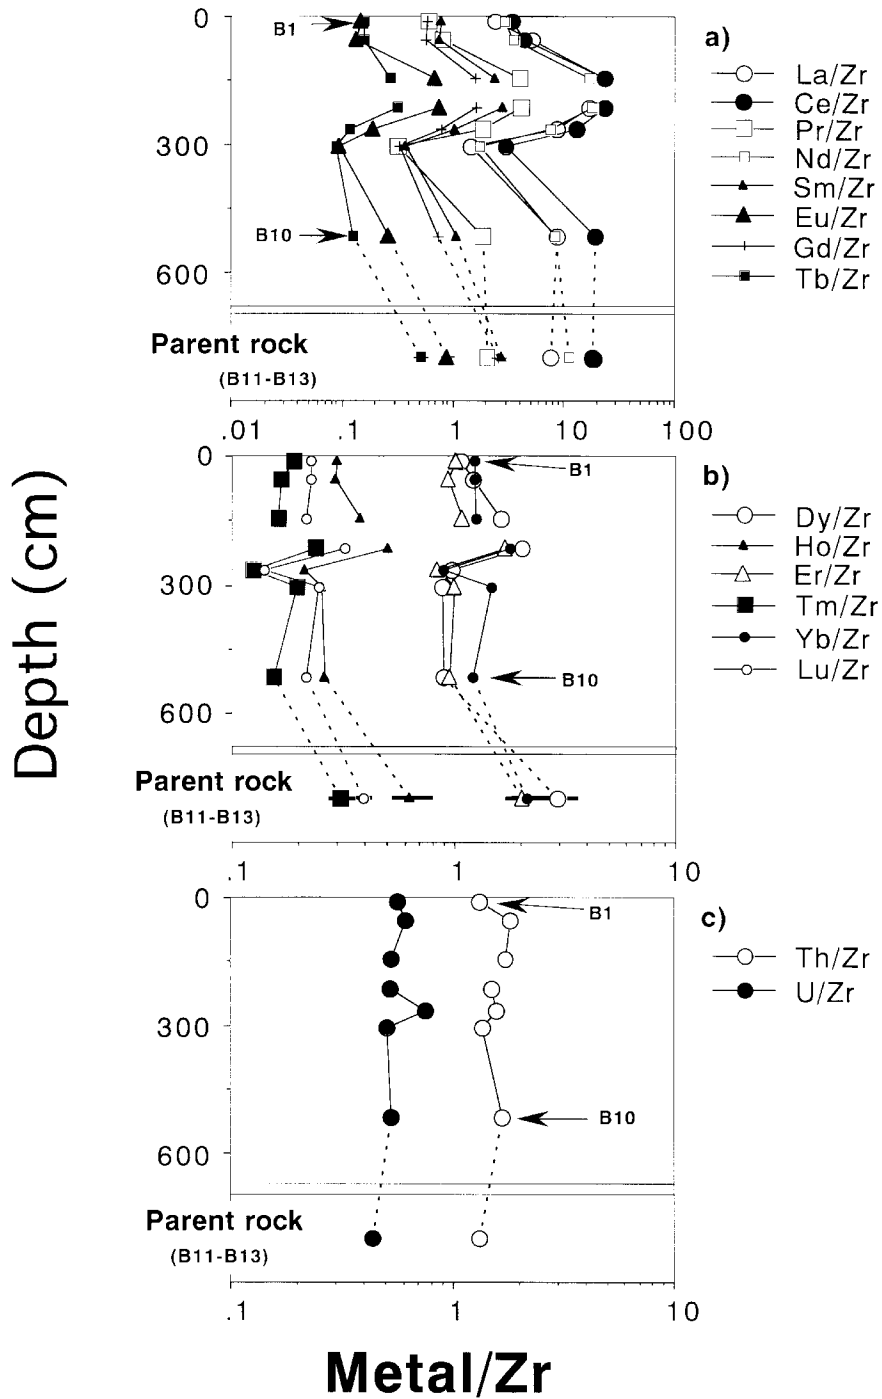 0
300
600
B1
B10
Parent rock
(B11-B13)
.01 .1 1 10 100
a)
La/Zr
Ce/Zr
Pr/Zr
Nd/Zr
Sm/Zr
Eu/Zr
Gd/Zr
Tb/Zr
0
300
600
B1
B10
Parent rock
(B11-B13)
.1 1 10
b)
Dy/Zr
Ho/Zr
Er/Zr
Tm/Zr
Yb/Zr
Lu/Zr
0
300
600
B1
B10
Parent rock
(B11-B13)
.1 1 10
c)
Th/Zr
U/Zr
Depth (cm)
Metal/Zr